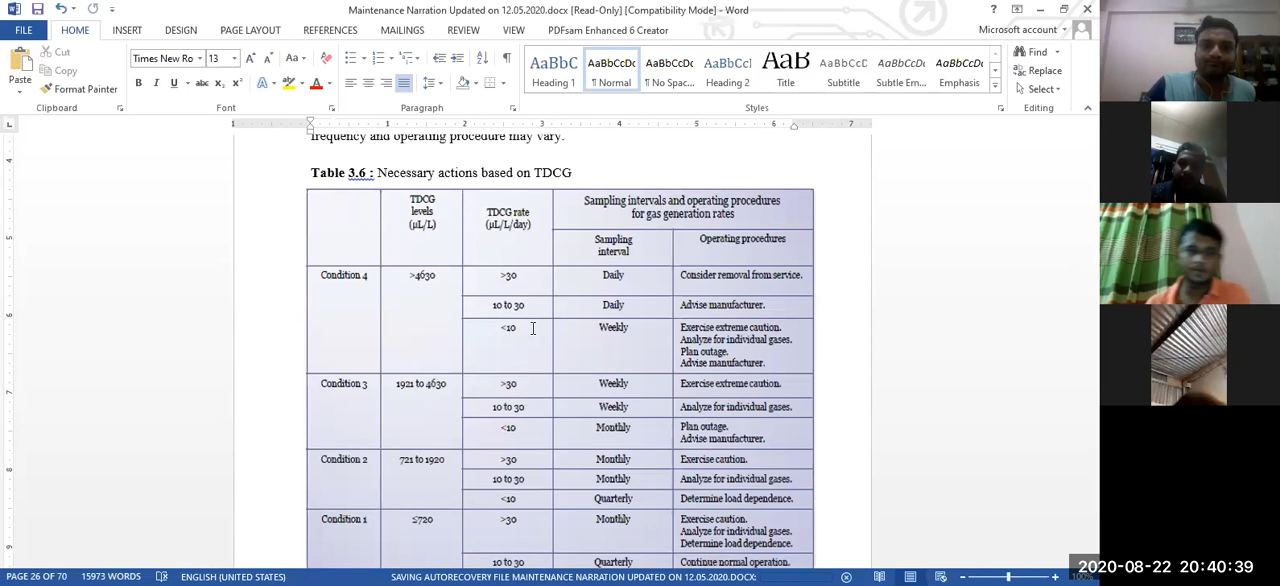 Maintenance Narration Updated on 12.05.2020.docx [Read-Only] [Compatibility Mode] - Word
FILE HOME INSERT DESIGN PAGE LAYOUT REFERENCES MAILINGS REVIEW VIEW PDFsam Enhanced 6 Creator Microsoft account
Cut
Copy
Format Painter
Paste
Times New Ro 13
Clipboard Font Paragraph Styles Editing
AaBbC AaBbCcDc AaBbCcDc AaBbCcI AaB AaBbCcD AaBbCcDc AaBbCcDc
Heading 1 ¶ Normal ¶ No Spac... Heading 2 Title Subtitle Subtle Em... Emphasis
Find
Replace
Select
frequency and operating procedure may vary.
Table 3.6 : Necessary actions based on TDCG
TDCG levels (μL/L) TDCG rate (μL/L/day) Sampling intervals and operating procedures
for gas generation rates
Sampling interval Operating procedures
Condition 4 >4630 >30 Daily Consider removal from service.
10 to 30 Daily Advise manufacturer.
<10 Weekly Exercise extreme caution.
Analyze for individual gases.
Plan outage.
Advise manufacturer.
Condition 3 1921 to 4630 >30 Weekly Exercise extreme caution.
10 to 30 Weekly Analyze for individual gases.
<10 Monthly Plan outage.
Advise manufacturer.
Condition 2 721 to 1920 >30 Monthly Exercise caution.
10 to 30 Monthly Analyze for individual gases.
<10 Quarterly Determine load dependence.
Condition 1 ≤720 >30 Monthly Exercise caution.
Analyze for individual gases.
Determine load dependence.
10 to 30 Quarterly Continue normal operation.
PAGE 26 OF 70 15973 WORDS ENGLISH (UNITED STATES) SAVING AUTORECOVERY FILE MAINTENANCE NARRATION UPDATED ON 12.05.2020.DOCX: 100%
2020-08-22 20:40:39